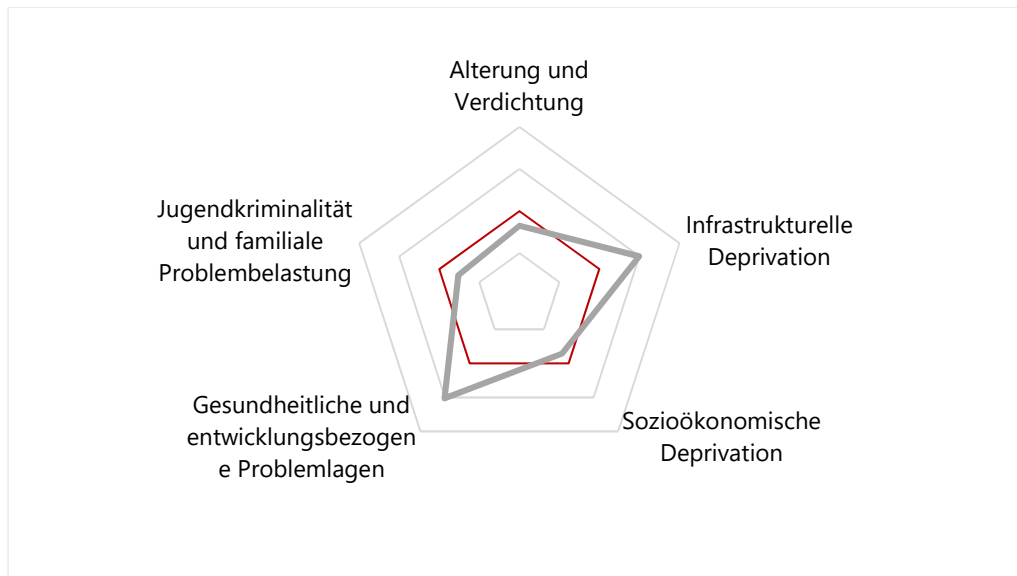 Alterung und
Verdichtung
Infrastrukturelle
Deprivation
Sozioökonomische
Deprivation
Gesundheitliche und
entwicklungsbezogen
e Problemlagen
Jugendkriminalität
und familiale
Problembelastung